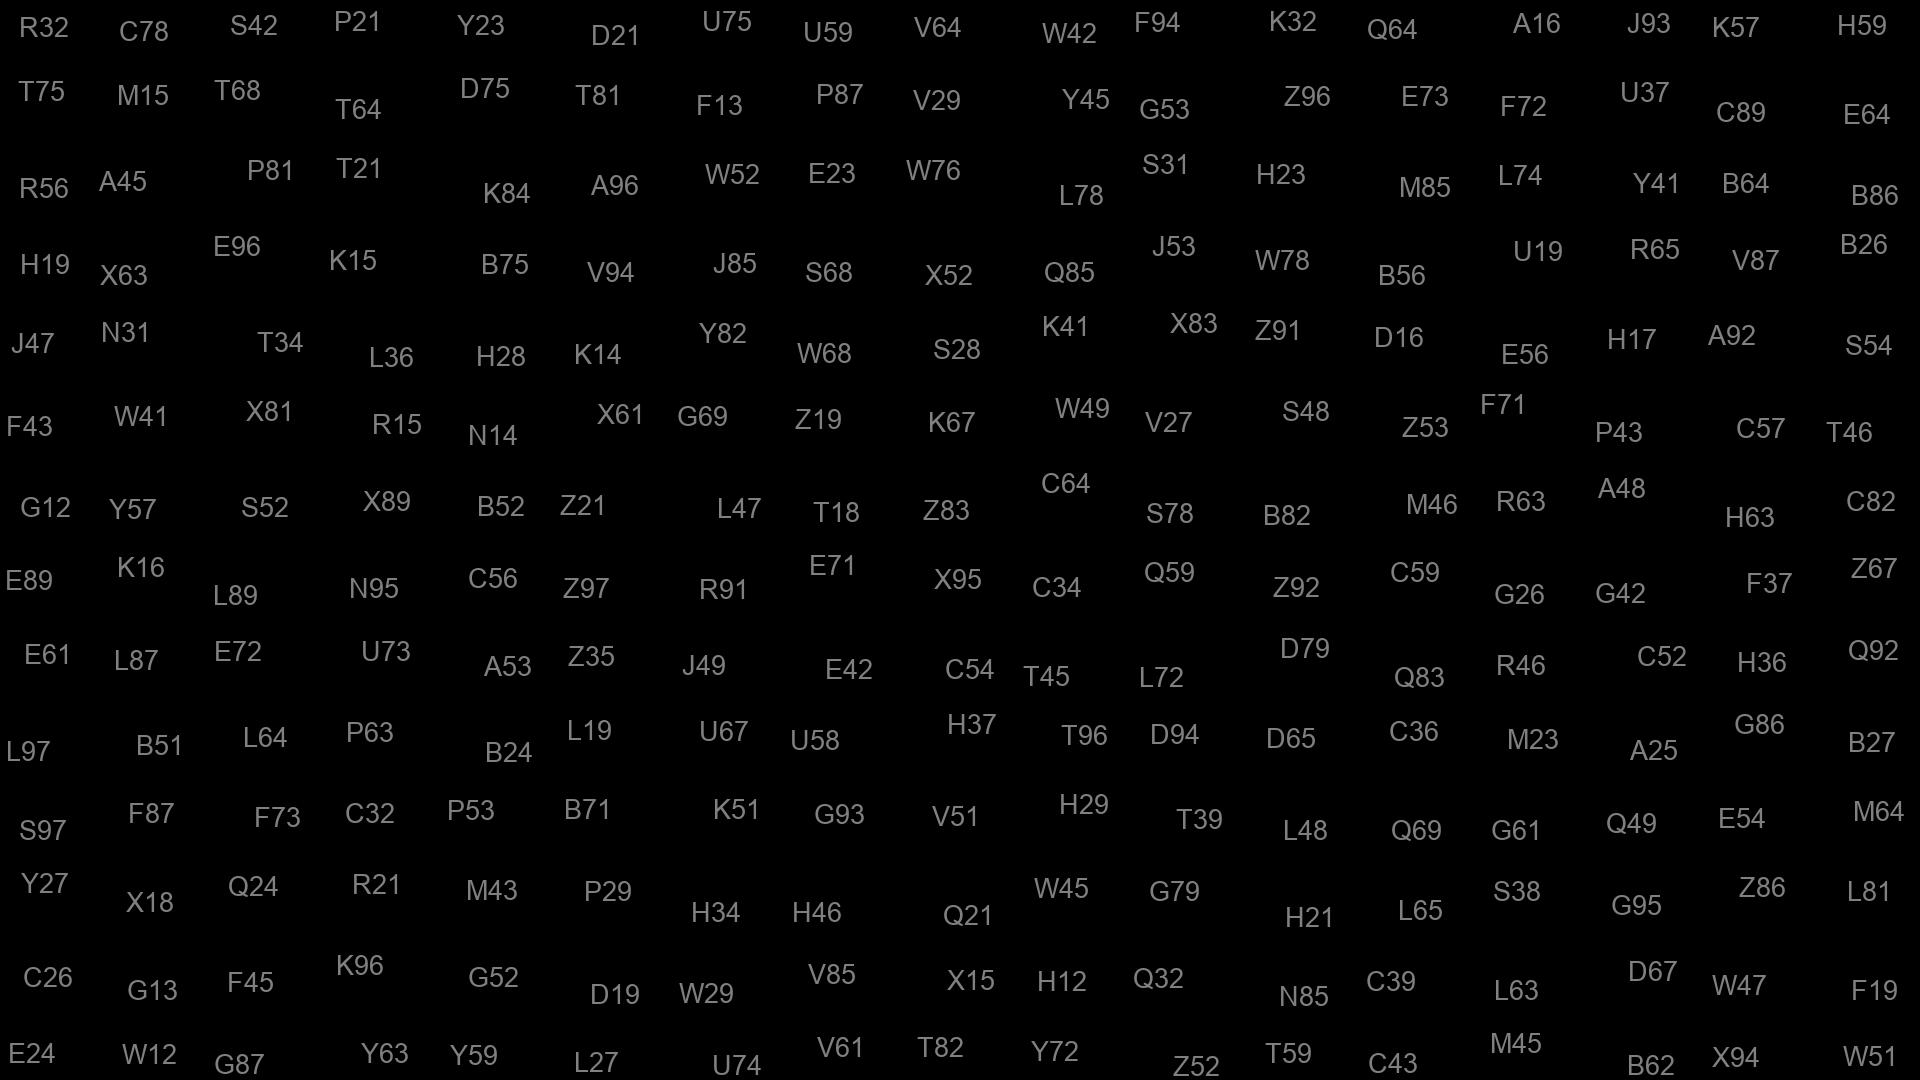 R32 C78 S42 P21 Y23 D21 U75 U59 V64 W42 F94 K32 Q64 A16 J93 K57 H59
T75 M15 T68 T64 D75 T81 F13 P87 V29 Y45 G53 Z96 E73 F72 U37 C89 E64
R56 A45 P81 T21 K84 A96 W52 E23 W76 L78 S31 H23 M85 L74 Y41 B64 B86
H19 X63 E96 K15 B75 V94 J85 S68 X52 Q85 J53 W78 B56 U19 R65 V87 B26
J47 N31 T34 L36 H28 K14 Y82 W68 S28 K41 X83 Z91 D16 E56 H17 A92 S54
F43 W41 X81 R15 N14 X61 G69 Z19 K67 W49 V27 S48 Z53 F71 P43 C57 T46
G12 Y57 S52 X89 B52 Z21 L47 T18 Z83 C64 S78 B82 M46 R63 A48 H63 C82
E89 K16 L89 N95 C56 Z97 R91 E71 X95 C34 Q59 Z92 C59 G26 G42 F37 Z67
E61 L87 E72 U73 A53 Z35 J49 E42 C54 T45 L72 D79 Q83 R46 C52 H36 Q92
L97 B51 L64 P63 B24 L19 U67 U58 H37 T96 D94 D65 C36 M23 A25 G86 B27
S97 F87 F73 C32 P53 B71 K51 G93 V51 H29 T39 L48 Q69 G61 Q49 E54 M64
Y27 X18 Q24 R21 M43 P29 H34 H46 Q21 W45 G79 H21 L65 S38 G95 Z86 L81
C26 G13 F45 K96 G52 D19 W29 V85 X15 H12 Q32 N85 C39 L63 D67 W47 F19
E24 W12 G87 Y63 Y59 L27 U74 V61 T82 Y72 Z52 T59 C43 M45 B62 X94 W51